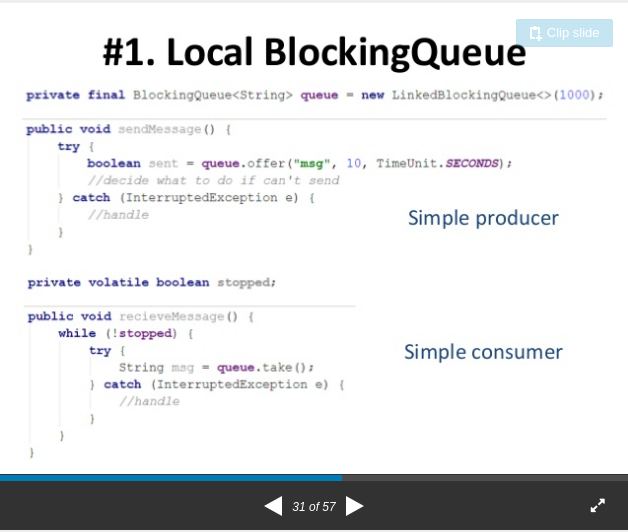 Clip slide
#1. Local BlockingQueue
private final BlockingQueue<String> queue = new LinkedBlockingQueue<>(1000);
public void sendMessage() {
try {
boolean sent = queue.offer("msg", 10, TimeUnit.SECONDS);
//decide what to do if can't send
} catch (InterruptedException e) {
//handle
}
}
Simple producer
private volatile boolean stopped;
public void recieveMessage() {
while (!stopped) {
try {
String msg = queue.take();
} catch (InterruptedException e) {
//handle
}
}
}
Simple consumer
31 of 57